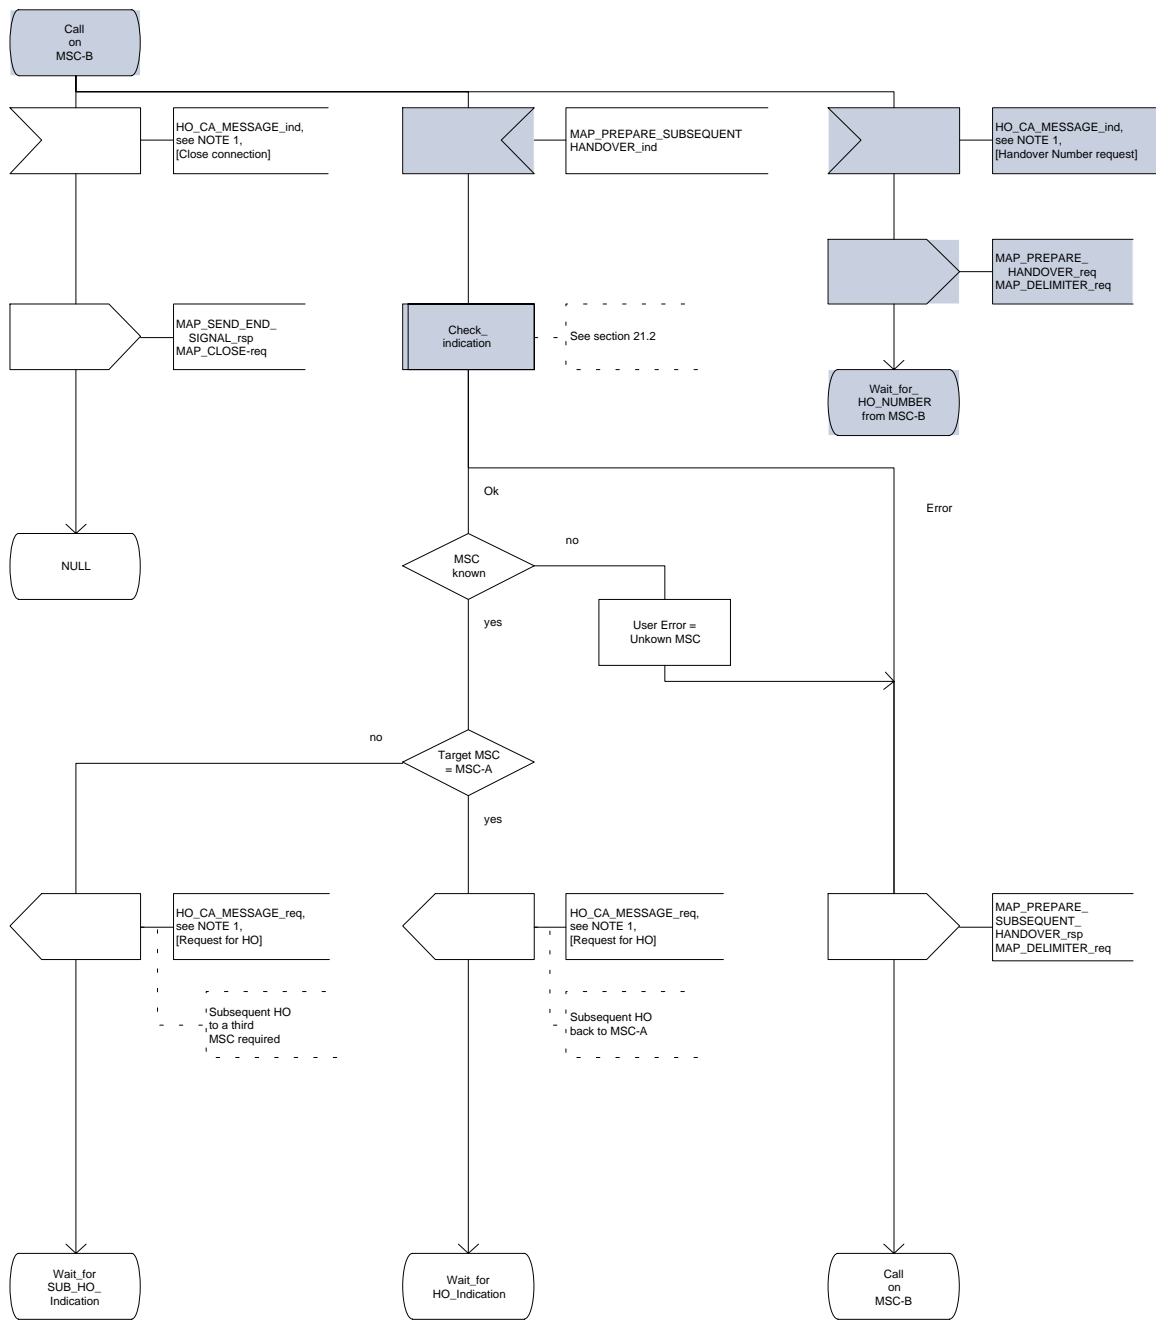 Call
on
MSC-B
HO_CA_MESSAGE_ind,
see NOTE 1,
[Close connection]
MAP_PREPARE_SUBSEQUENT
HANDOVER_ind
HO_CA_MESSAGE_ind,
see NOTE 1,
[Handover Number request]
MAP_PREPARE_
HANDOVER_req
MAP_DELIMITER_req
MAP_SEND_END_
SIGNAL_rsp
MAP_CLOSE-req
Check_
indication
See section 21.2
Wait_for_
HO_NUMBER
from MSC-B
Ok
Error
NULL
MSC
known
no
yes
User Error =
Unkown MSC
no
Target MSC
= MSC-A
yes
HO_CA_MESSAGE_req,
see NOTE 1,
[Request for HO]
HO_CA_MESSAGE_req,
see NOTE 1,
[Request for HO]
MAP_PREPARE_
SUBSEQUENT_
HANDOVER_rsp
MAP_DELIMITER_req
Subsequent HO
to a third
MSC required
Subsequent HO
back to MSC-A
Wait_for
SUB_HO_
Indication
Wait_for
HO_Indication
Call
on
MSC-B